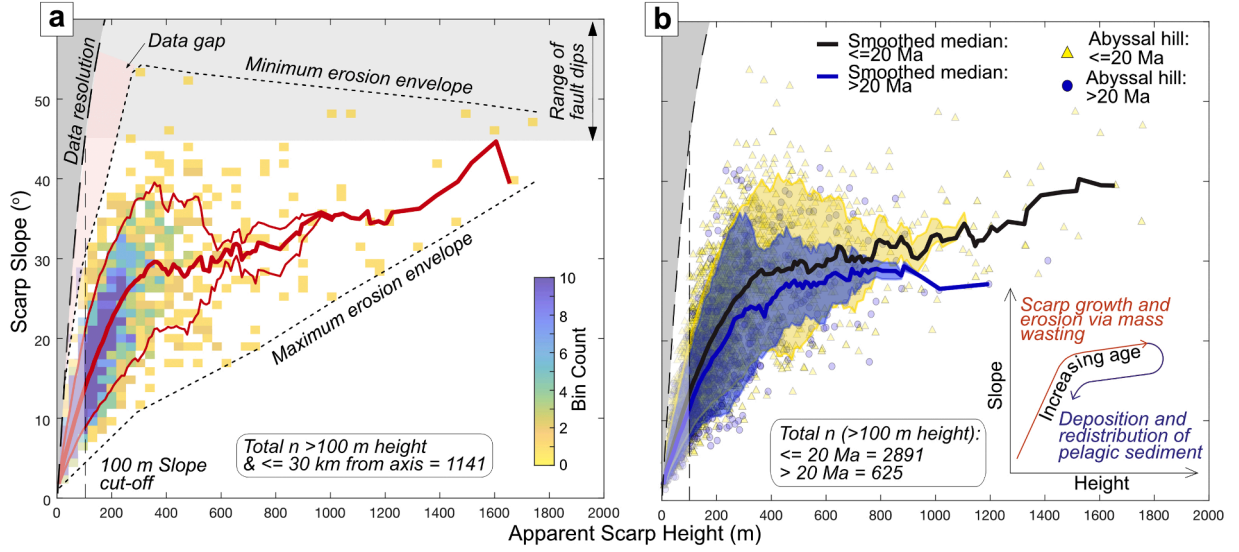 a
Data gap
Data resolution
Minimum erosion envelope
Range of
fault dips
Maximum erosion envelope
10
8
6
4
2
0
Bin Count
Total n >100 m height
& <= 30 km from axis = 1141
100 m Slope
cut-off
50
40
30
20
10
0
Scarp Slope (º)
0
200
400
600
800
1000
1200
1400
1600
1800
2000
b
Smoothed median:
<=20 Ma
Smoothed median:
>20 Ma
Abyssal hill:
<=20 Ma
Abyssal hill:
>20 Ma
Scarp growth and
erosion via mass
wasting
Increasing age
Slope
Deposition and
redistribution of
pelagic sediment
Height
Total n (>100 m height):
<= 20 Ma = 2891
> 20 Ma = 625
0
200
400
600
800
1000
1200
1400
1600
1800
2000
Apparent Scarp Height (m)